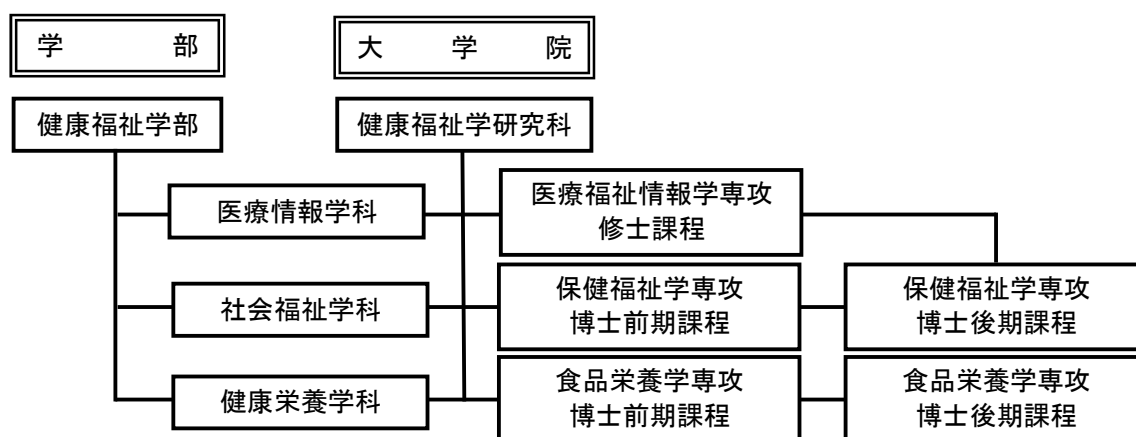 学部
大学院
健康福祉学部
健康福祉学研究科
医療情報学科
医療福祉情報学専攻
修士課程
社会福祉学科
保健福祉学専攻
博士前期課程
保健福祉学専攻
博士後期課程
健康栄養学科
食品栄養学専攻
博士前期課程
食品栄養学専攻
博士後期課程